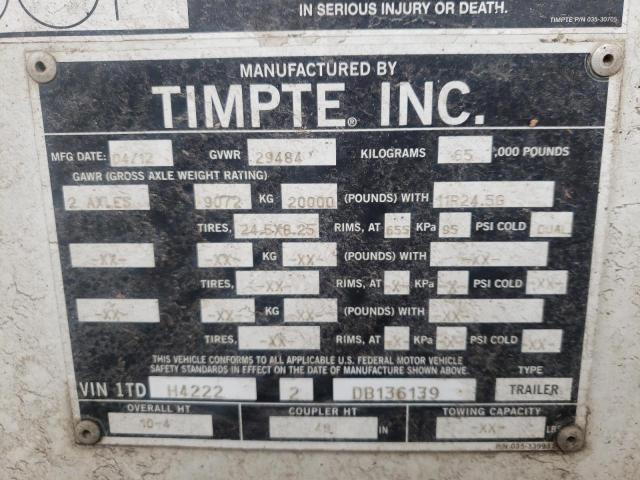 IN SERIOUS INJURY OR DEATH.
TIMPTE P/N 035-30705
MANUFACTURED BY
TIMPTE® INC.
MFG DATE: 04/12 GVWR 29484 KILOGRAMS 65 ,000 POUNDS
GAWR (GROSS AXLE WEIGHT RATING)
2 AXLES 9072 KG 20000 (POUNDS) WITH 11R24.5G
TIRES, 24.5X8.25 RIMS, AT 655 KPa 95 PSI COLD DUAL
-XX- -XX- KG -XX- (POUNDS) WITH -XX-
TIRES, -XX- RIMS, AT -X- KPa -X- PSI COLD -XX-
-XX- -XX- KG -XX- (POUNDS) WITH -XX-
TIRES, -XX- RIMS, AT -X- KPa -XX- PSI COLD -XX-
THIS VEHICLE CONFORMS TO ALL APPLICABLE U.S. FEDERAL MOTOR VEHICLE
SAFETY STANDARDS IN EFFECT ON THE DATE OF MANUFACTURE SHOWN ABOVE. TYPE
VIN 1TD H4222 2 DB136139 TRAILER
OVERALL HT COUPLER HT TOWING CAPACITY
10-4 48 IN -XX- LBS
P/N 035-33993